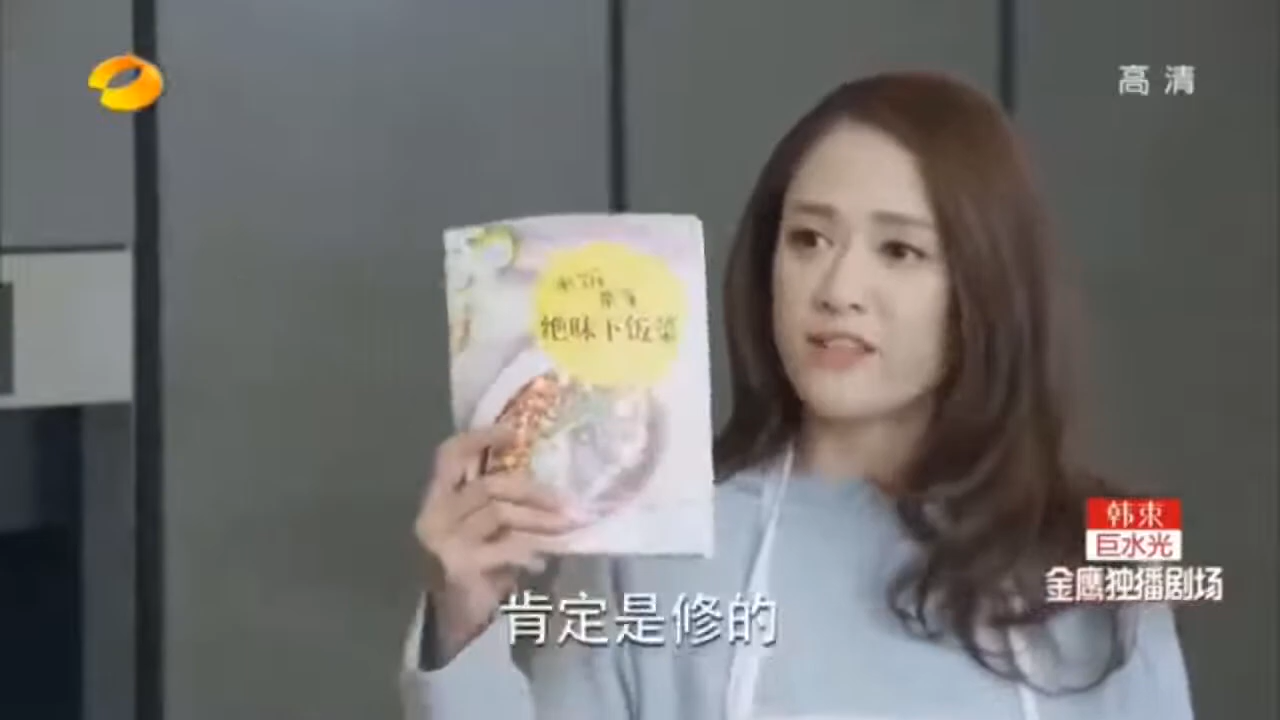 高清
绝味下饭菜
韩束
巨水光
金鹰独播剧场
肯定是修的